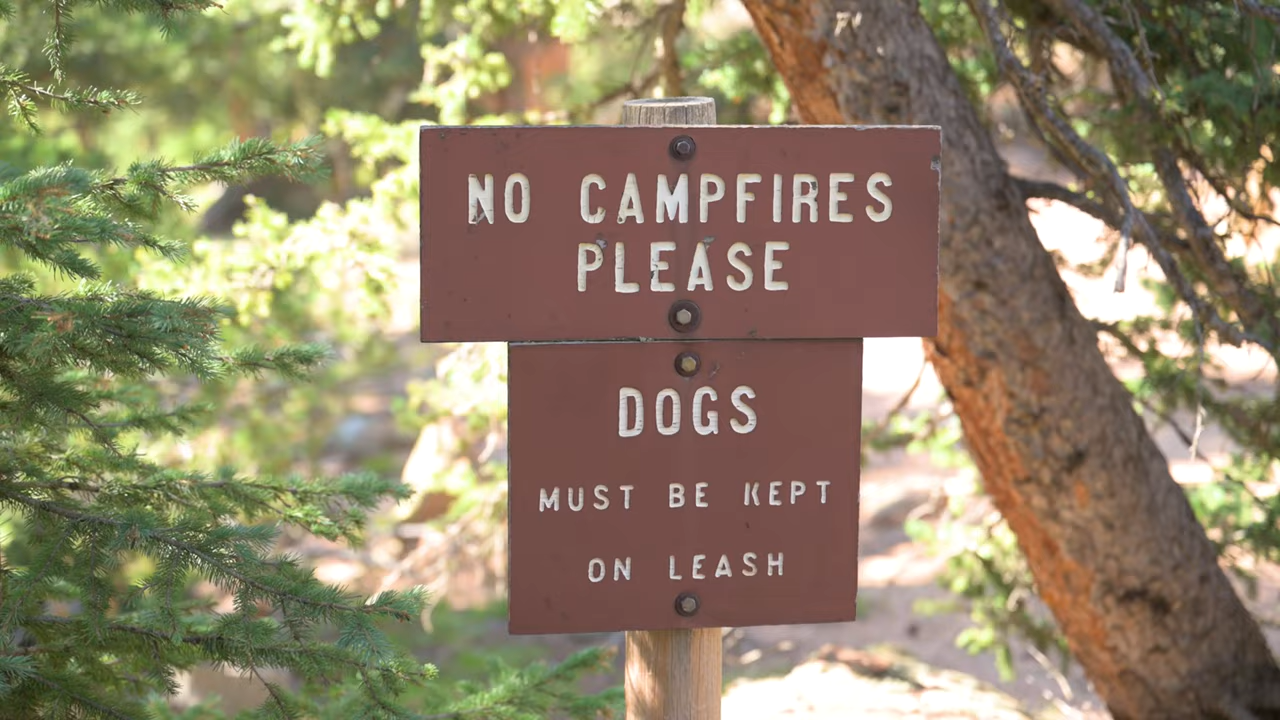 NO CAMPFIRES
PLEASE
DOGS
MUST BE KEPT
ON LEASH